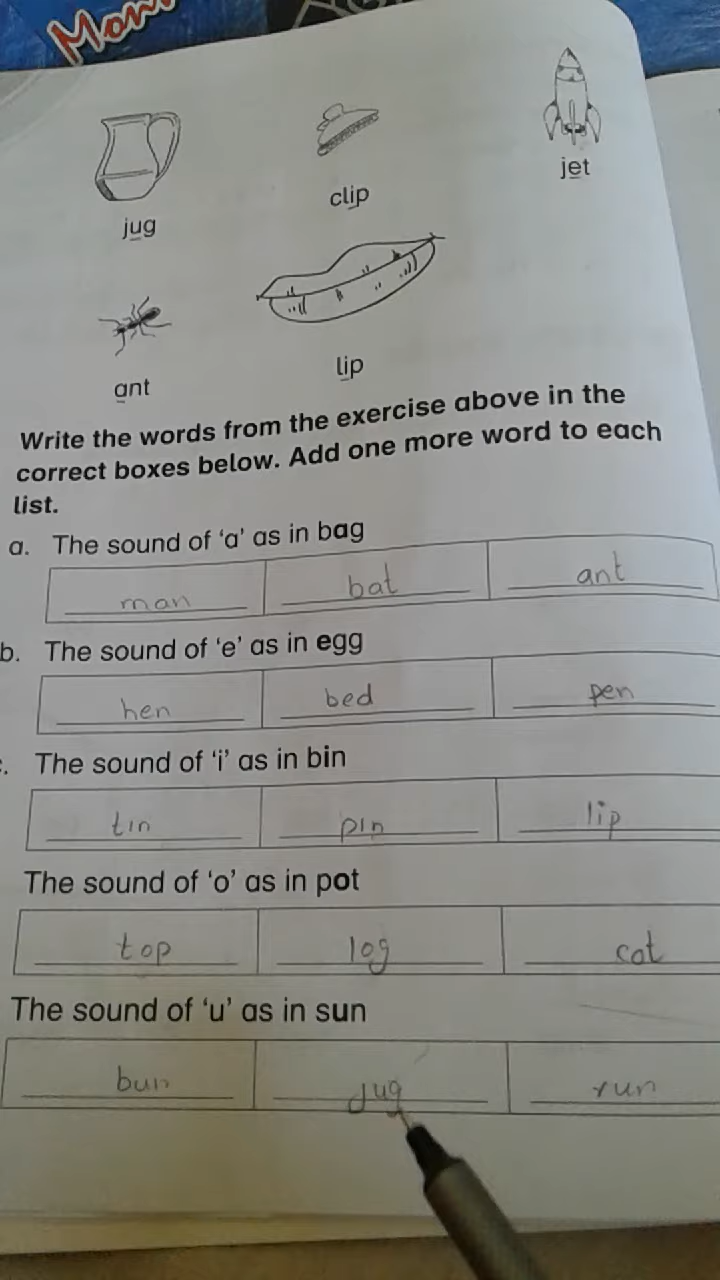 Mon
jug
clip
jet
ant
lip
Write the words from the exercise above in the
correct boxes below. Add one more word to each
list.
a. The sound of ‘a’ as in bag
man bat ant
b. The sound of ‘e’ as in egg
hen bed pen
. The sound of ‘i’ as in bin
tin pin lip
The sound of ‘o’ as in pot
top log cot
The sound of ‘u’ as in sun
bun jug run